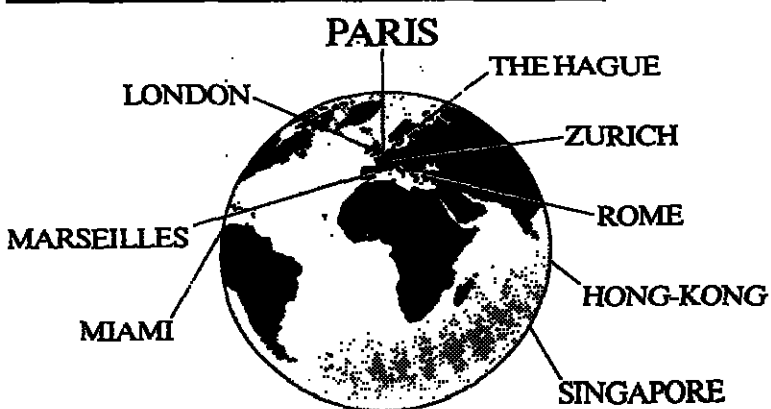 PARIS
THE HAGUE
LONDON
ZURICH
ROME
MARSEILLES
HONG-KONG
MIAMI
SINGAPORE